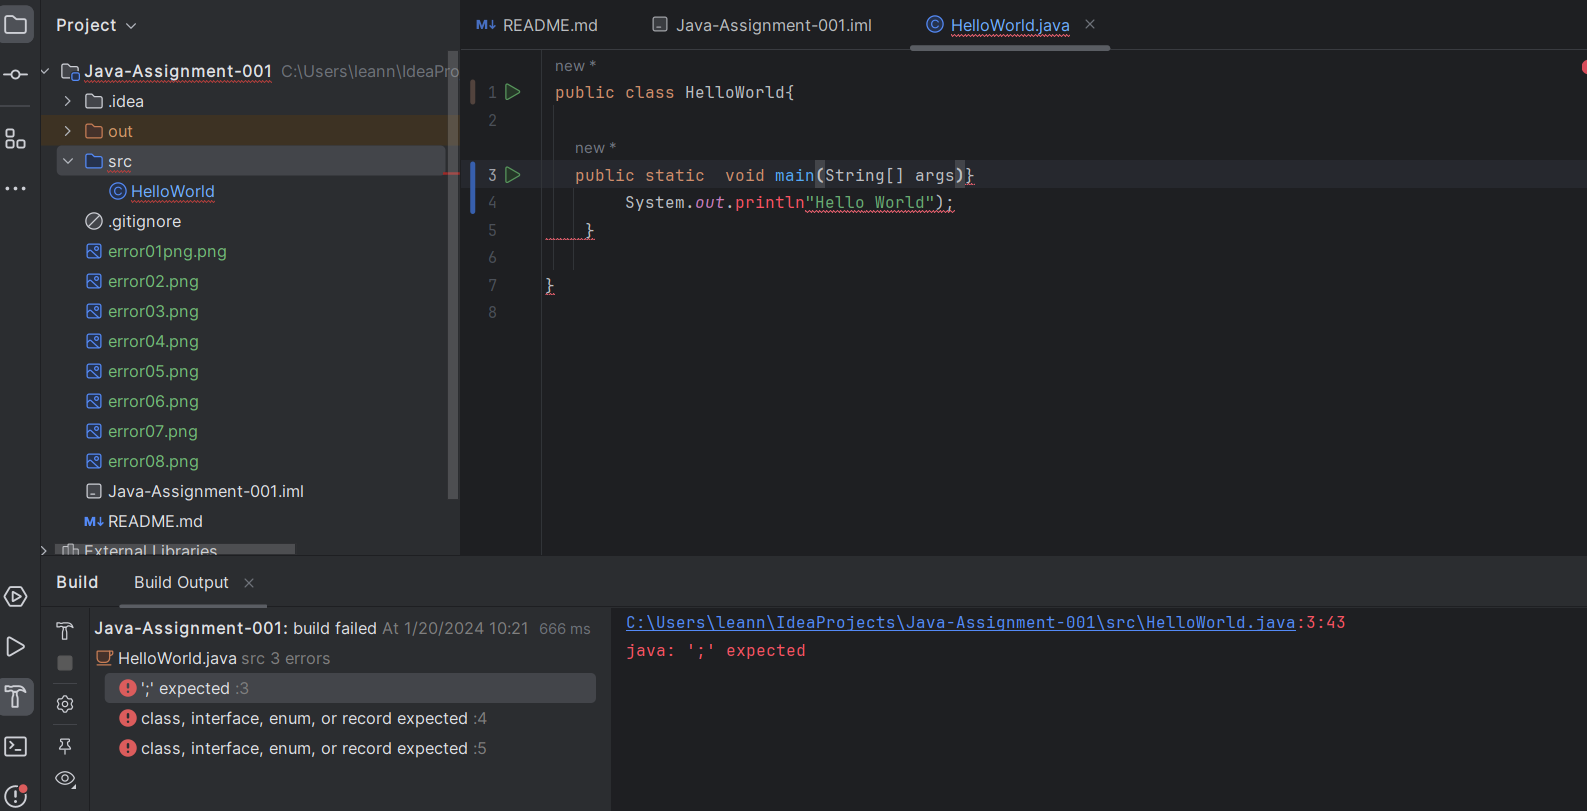 Project
README.md
Java-Assignment-001.iml
HelloWorld.java
Java-Assignment-001 C:\Users\leann\IdeaPro
.idea
out
src
HelloWorld
.gitignore
error01png.png
error02.png
error03.png
error04.png
error05.png
error06.png
error07.png
error08.png
Java-Assignment-001.iml
M↓ README.md
External Libraries
new *
1 public class HelloWorld{
2
new *
3 public static  void main(String[] args)}
4 System.out.println"Hello World");
5 }
6
7 }
8
Build
Build Output
Java-Assignment-001: build failed At 1/20/2024 10:21 666 ms
HelloWorld.java src 3 errors
';' expected :3
class, interface, enum, or record expected :4
class, interface, enum, or record expected :5
C:\Users\leann\IdeaProjects\Java-Assignment-001\src\HelloWorld.java:3:43
java: ';' expected